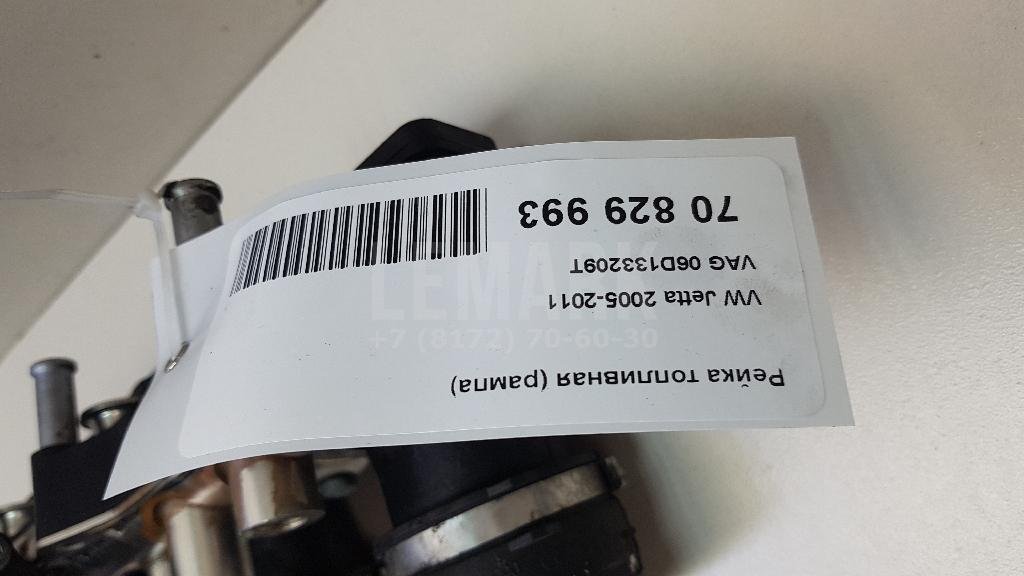 Рейка топливная (рампа)
VW Jetta 2005-2011
VAG 06D133209T
70 829 993
LEMARK
+7 (8172) 70-60-30